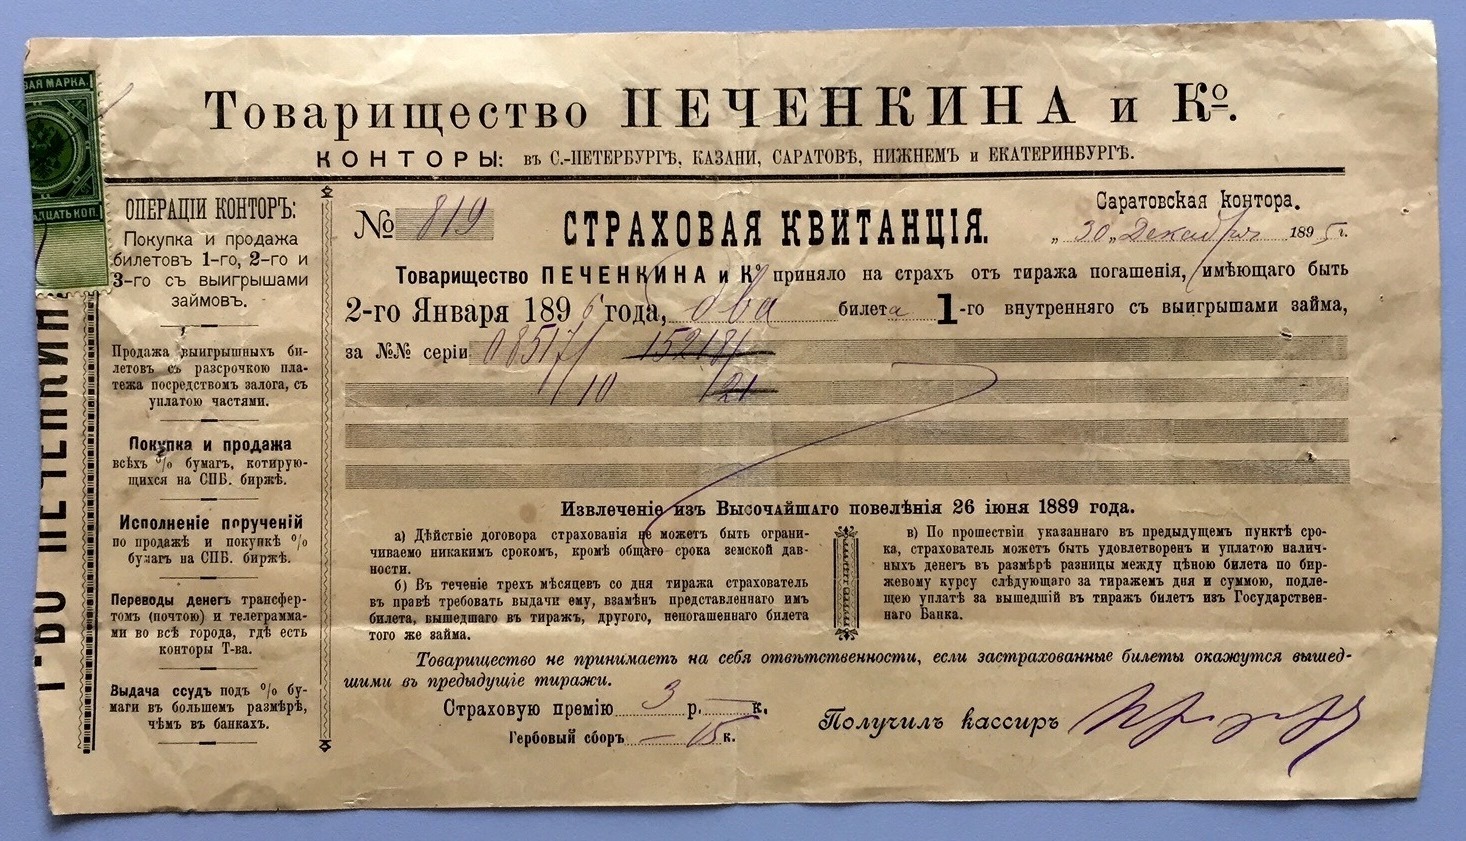 Товарищество ПЕЧЕНКИНА и Кº.
КОНТОРЫ: въ С.-ПЕТЕРБУРГѢ, КАЗАНИ, САРАТОВѢ, НИЖНЕМЪ и ЕКАТЕРИНБУРГѢ.
АЯ МАРКА.
ДЦАТЬ КОП.
Т-ВО ПЕЧЕНКИН
ОПЕРАЦІИ КОНТОРЪ:
Покупка и продажа
билетовъ 1-го, 2-го и
3-го съ выигрышами
займовъ.
Продажа выигрышныхъ би-
летовъ съ разсрочкою пла-
тежа посредствомъ залога, съ
уплатою частями.
Покупка и продажа
всѣхъ % бумагъ, котирую-
щихся на СПБ. биржѣ.
Исполненіе порученій
по продажѣ и покупкѣ %
бумагъ на СПБ. биржѣ.
Переводы денегъ трансфер-
томъ (почтою) и телеграмма-
ми во всѣ города, гдѣ есть
конторы Т-ва.
Выдача ссудъ подъ % бу-
маги въ большемъ размѣрѣ,
чѣмъ въ банкахъ.
№ 819
СТРАХОВАЯ КВИТАНЦІЯ.
Саратовская контора.
„30„ Декабря 1895 г.
Товарищество ПЕЧЕНКИНА и Кº приняло на страхъ отъ тиража погашенія, имѣющаго быть
2-го Января 1896 года, два билета 1-го внутренняго съ выигрышами займа,
за №№ серіи 08517/ 15218/
10 21
Извлеченіе изъ Высочайшаго повелѣнія 26 іюня 1889 года.
а) Дѣйствіе договора страхованія не можетъ быть ограни-
чиваемо никакимъ срокомъ, кромѣ общаго срока земской дав-
ности.
б) Въ теченіе трехъ мѣсяцевъ со дня тиража страхователь
въ правѣ требовать выдачи ему, взамѣнъ представленнаго имъ
билета, вышедшаго въ тиражъ, другого, непогашеннаго билета
того же займа.
в) По прошествіи указаннаго въ предыдущемъ пунктѣ сро-
ка, страхователь можетъ быть удовлетворенъ и уплатою налич-
ныхъ денегъ въ размѣрѣ разницы между цѣною билета по бир-
жевому курсу слѣдующаго за тиражемъ дня и суммою, подле-
щею уплатѣ за вышедшій въ тиражъ билетъ изъ Государствен-
наго Банка.
Товарищество не принимаетъ на себя отвѣтственности, если застрахованные билеты окажутся вышед-
шими въ предыдущіе тиражи.
Страховую премію 3 р. — к.
Гербовый сборъ — 15 к.
Получилъ кассиръ